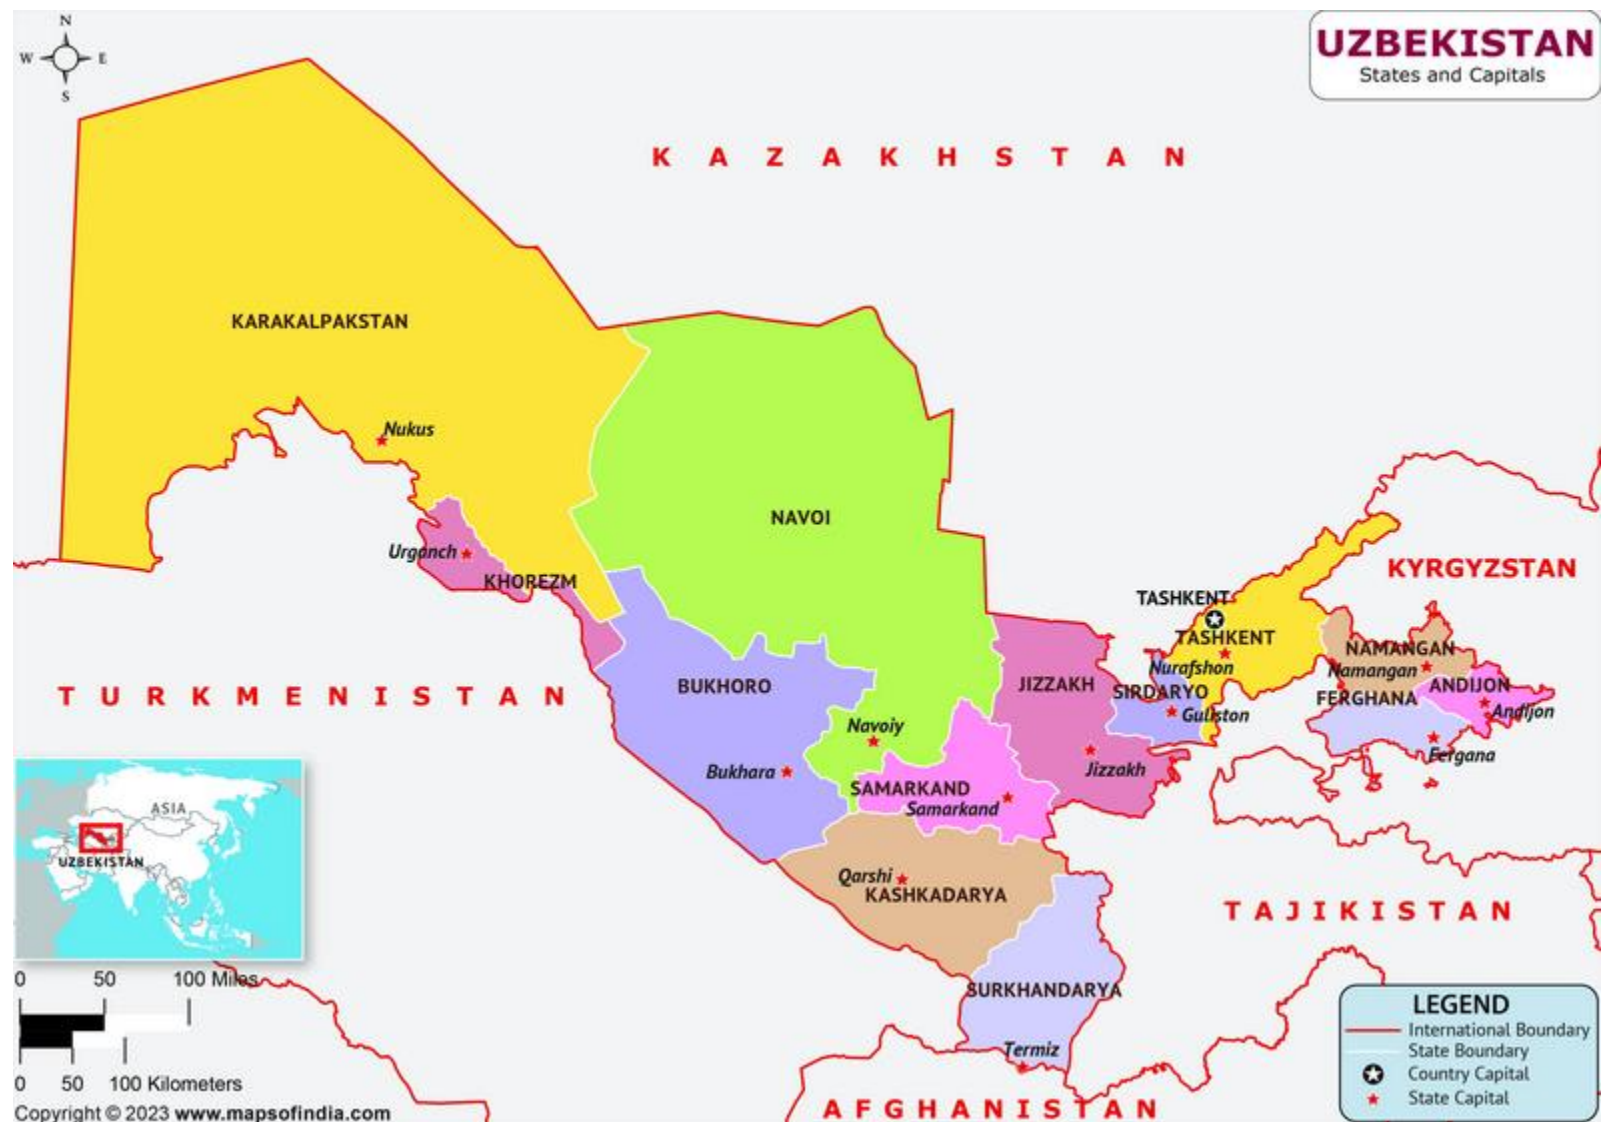 N
W E
S
UZBEKISTAN
States and Capitals
KAZAKHSTAN
KARAKALPAKSTAN
Nukus
NAVOI
Urganch
KHOREZM
KYRGYZSTAN
TASHKENT
TASHKENT
Nurafshon
NAMANGAN
Namangan
TURKMENISTAN
BUKHORO
JIZZAKH
SIRDARYO
Guliston
FERGHANA
ANDIJON
Andijon
Navoiy
Fergana
Bukhara
Jizzakh
SAMARKAND
Samarkand
ASIA
UZBEKISTAN
Qarshi
KASHKADARYA
TAJIKISTAN
SURKHANDARYA
Termiz
AFGHANISTAN
0 50 100 Miles
0 50 100 Kilometers
Copyright © 2023 www.mapsofindia.com
LEGEND
International Boundary
State Boundary
Country Capital
State Capital